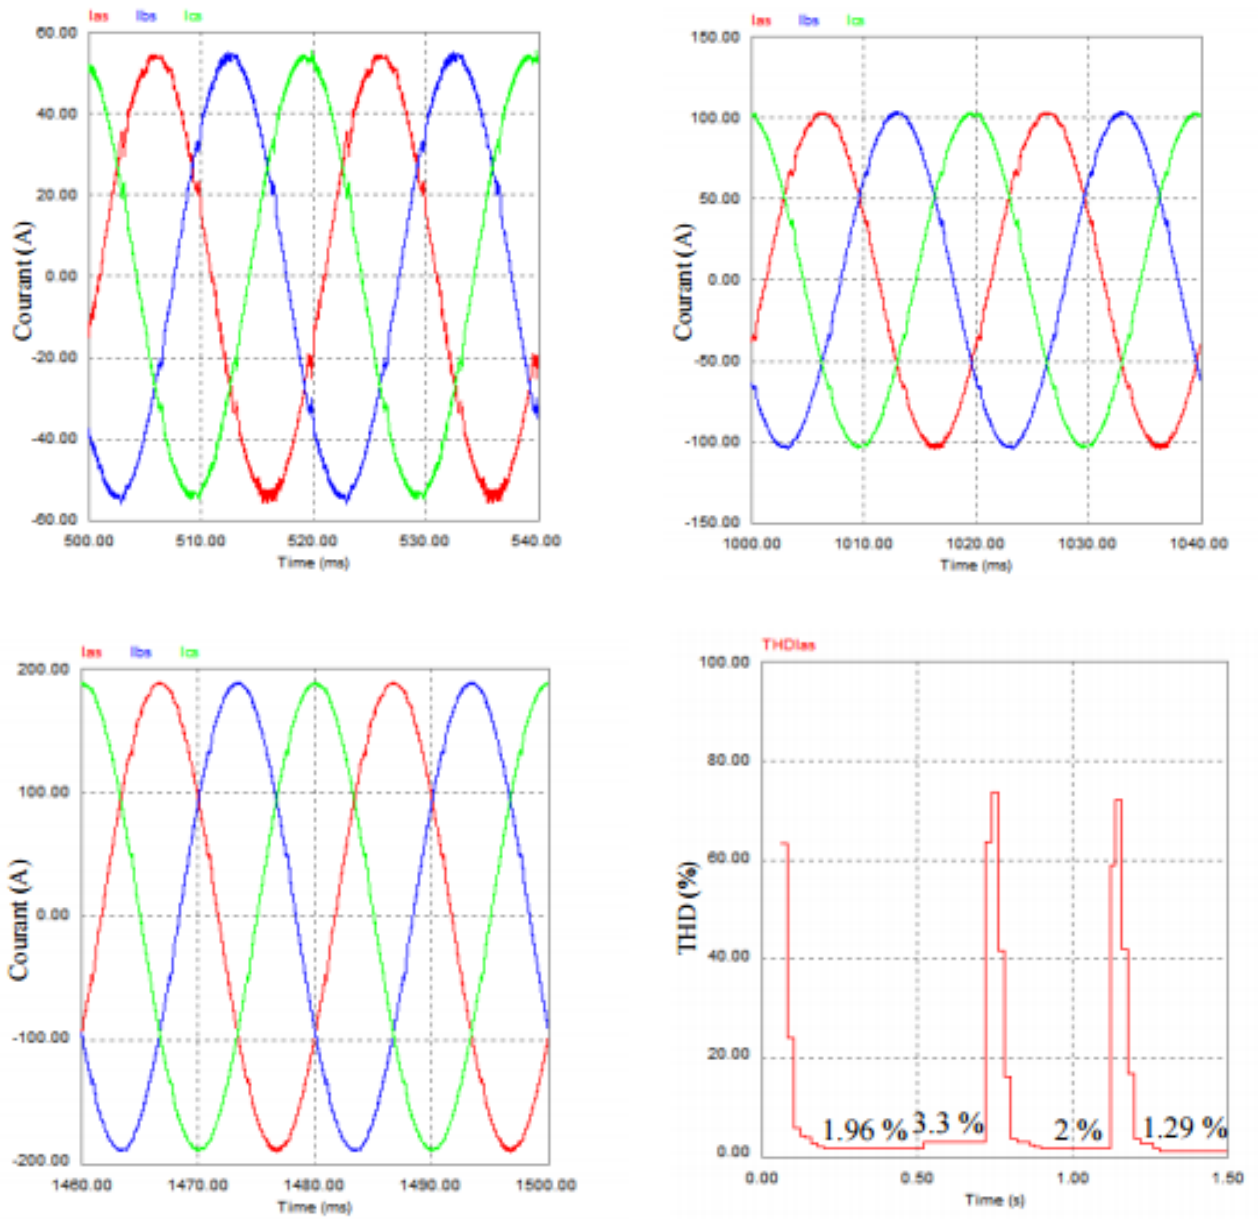 Ias Ibs Ics
60.00
40.00
20.00
0.00
-20.00
-40.00
-60.00
Courant (A)
500.00 510.00 520.00 530.00 540.00
Time (ms)
Ias Ibs Ics
150.00
100.00
50.00
0.00
-50.00
-100.00
-150.00
Courant (A)
1000.00 1010.00 1020.00 1030.00 1040.00
Time (ms)
Ias Ibs Ics
200.00
100.00
0.00
-100.00
-200.00
Courant (A)
1460.00 1470.00 1480.00 1490.00 1500.00
Time (ms)
THDIas
100.00
80.00
60.00
40.00
20.00
0.00
THD (%)
1.96 % 3.3 % 2 % 1.29 %
0.00 0.50 1.00 1.50
Time (s)